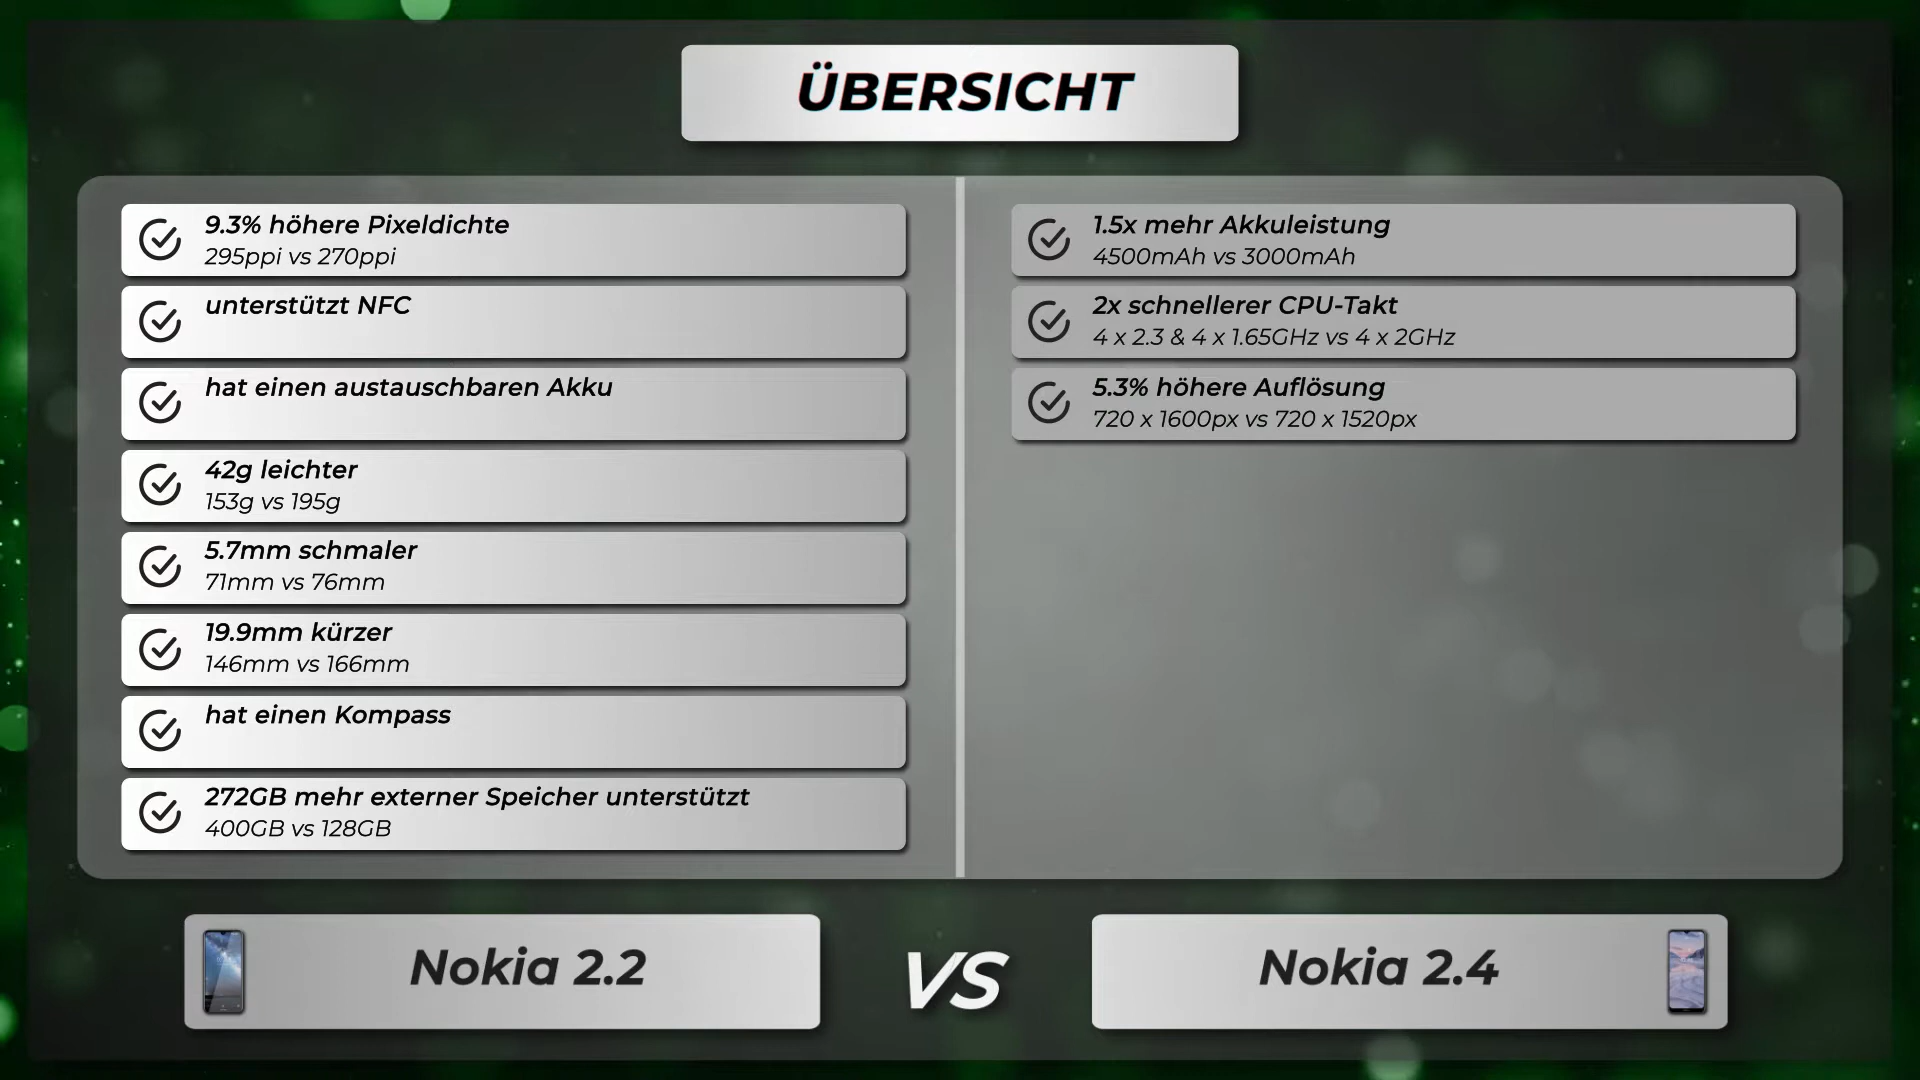 ÜBERSICHT
9.3% höhere Pixeldichte
295ppi vs 270ppi
unterstützt NFC
hat einen austauschbaren Akku
42g leichter
153g vs 195g
5.7mm schmaler
71mm vs 76mm
19.9mm kürzer
146mm vs 166mm
hat einen Kompass
272GB mehr externer Speicher unterstützt
400GB vs 128GB
1.5x mehr Akkuleistung
4500mAh vs 3000mAh
2x schnellerer CPU-Takt
4 x 2.3 & 4 x 1.65GHz vs 4 x 2GHz
5.3% höhere Auflösung
720 x 1600px vs 720 x 1520px
Nokia 2.2
VS
Nokia 2.4